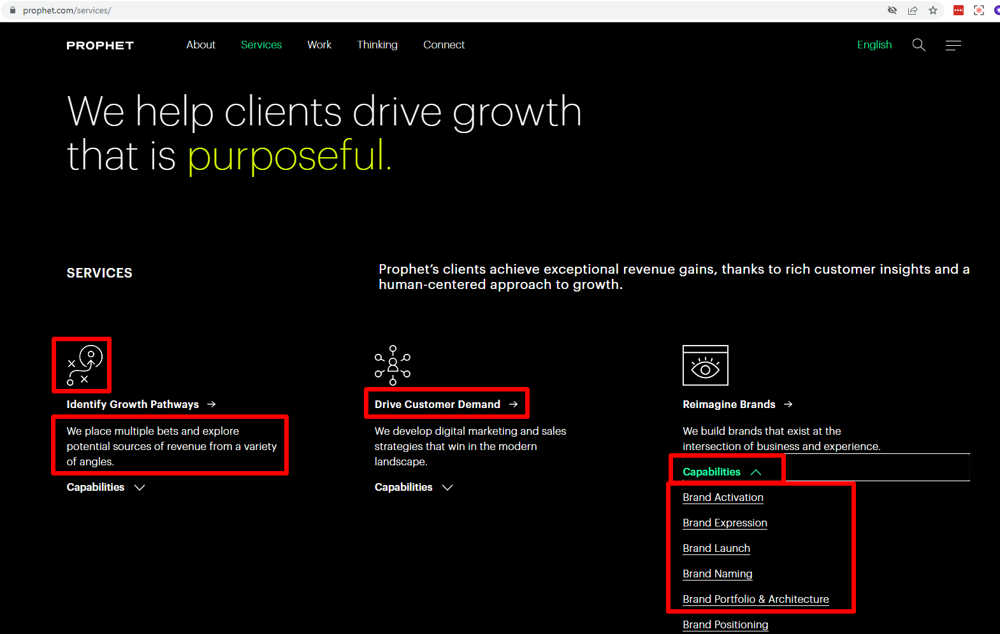 prophet.com/services/
PROPHET
About
Services
Work
Thinking
Connect
English
We help clients drive growth
that is purposeful.
SERVICES
Prophet’s clients achieve exceptional revenue gains, thanks to rich customer insights and a
human-centered approach to growth.
Identify Growth Pathways →
We place multiple bets and explore
potential sources of revenue from a variety
of angles.
Capabilities
Drive Customer Demand →
We develop digital marketing and sales
strategies that win in the modern
landscape.
Capabilities
Reimagine Brands →
We build brands that exist at the
intersection of business and experience.
Capabilities
Brand Activation
Brand Expression
Brand Launch
Brand Naming
Brand Portfolio & Architecture
Brand Positioning